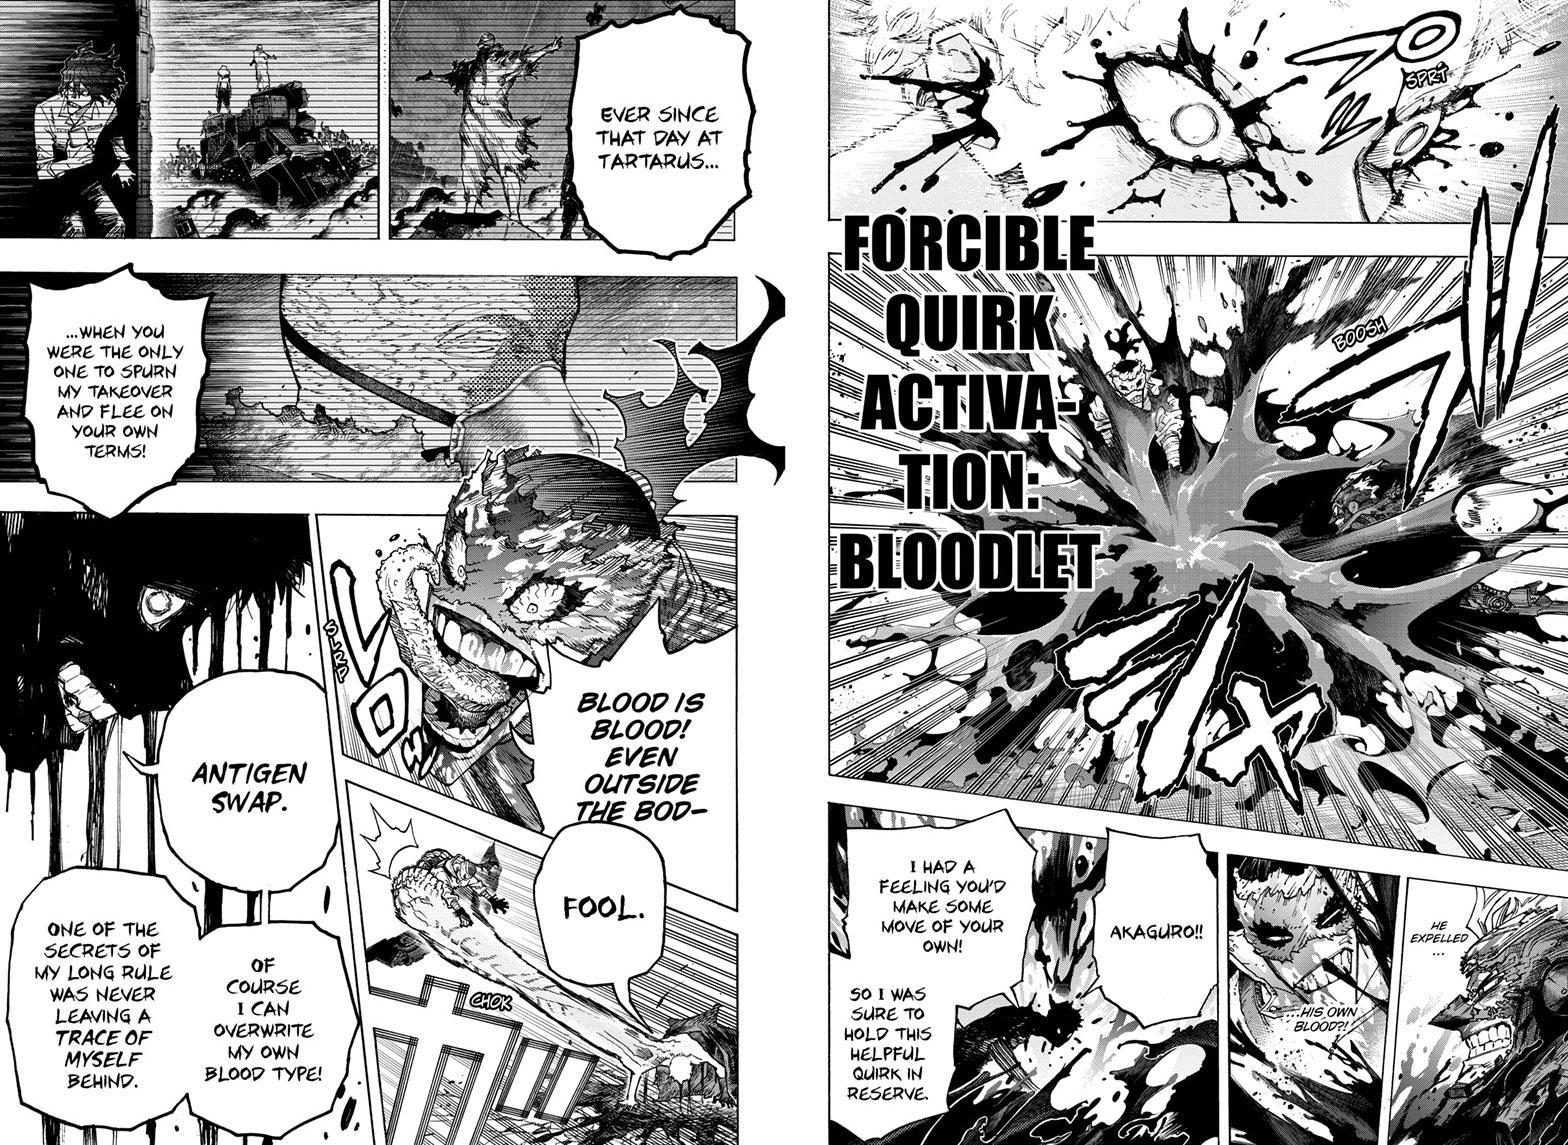 SPRT
FORCIBLE
QUIRK
ACTIVA-
TION:
BLOODLET
BOOSH
HE
EXPELLED
...
...HIS OWN
BLOOD?!
AKAGURO!!
I HAD A
FEELING YOU'D
MAKE SOME
MOVE OF YOUR
OWN!
SO I WAS
SURE TO
HOLD THIS
HELPFUL
QUIRK IN
RESERVE.
EVER SINCE
THAT DAY AT
TARTARUS...
...WHEN YOU
WERE THE ONLY
ONE TO SPURN
MY TAKEOVER
AND FLEE ON
YOUR OWN
TERMS!
BLOOD IS
BLOOD!
EVEN
OUTSIDE
THE BOD–
SLRP
FOOL.
CHOK
ANTIGEN
SWAP.
OF
COURSE
I CAN
OVERWRITE
MY OWN
BLOOD TYPE!
ONE OF THE
SECRETS OF
MY LONG RULE
WAS NEVER
LEAVING A
TRACE OF
MYSELF
BEHIND.